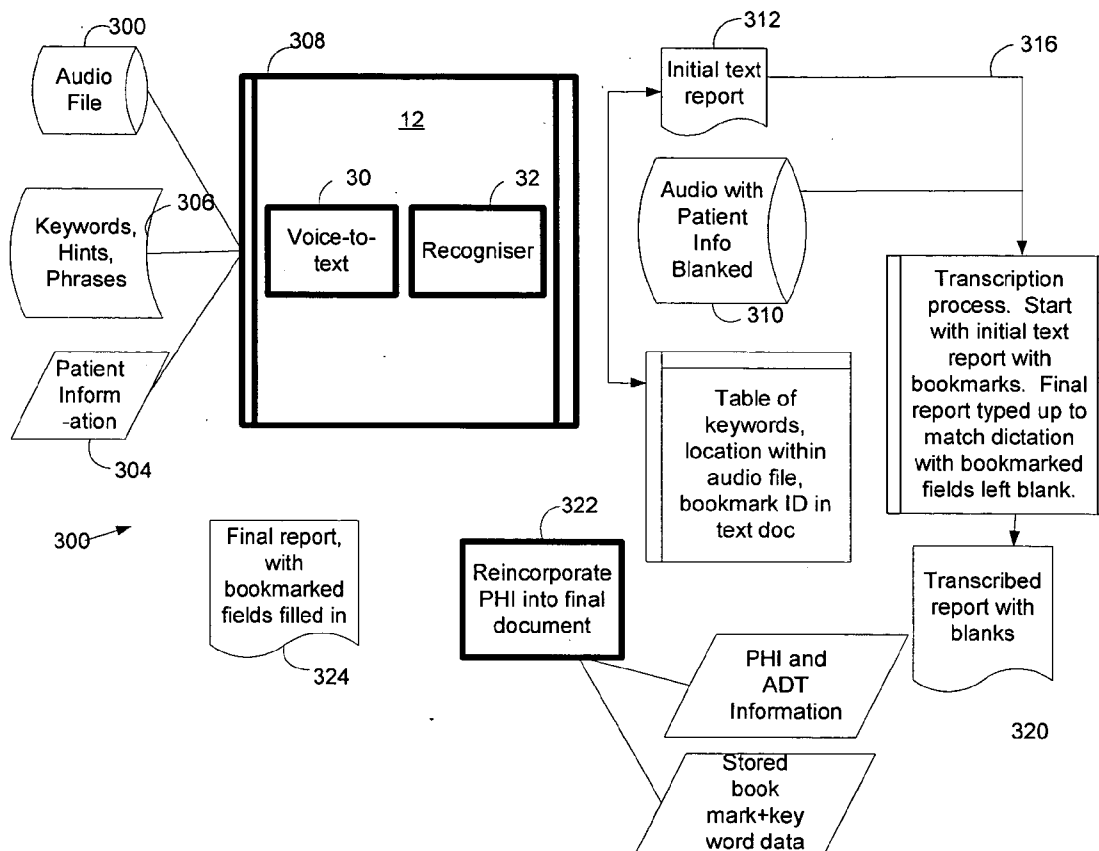 300
Audio
File
306
Keywords,
Hints,
Phrases
Patient
Inform
-ation
304
300
308
12
30
Voice-to-
text
32
Recogniser
312
Initial text
report
316
Audio with
Patient
Info
Blanked
310
Table of
keywords,
location within
audio file,
bookmark ID in
text doc
Transcription
process. Start
with initial text
report with
bookmarks. Final
report typed up to
match dictation
with bookmarked
fields left blank.
Transcribed
report with
blanks
320
322
Reincorporate
PHI into final
document
PHI and
ADT
Information
Stored
book
mark+key
word data
Final report,
with
bookmarked
fields filled in
324